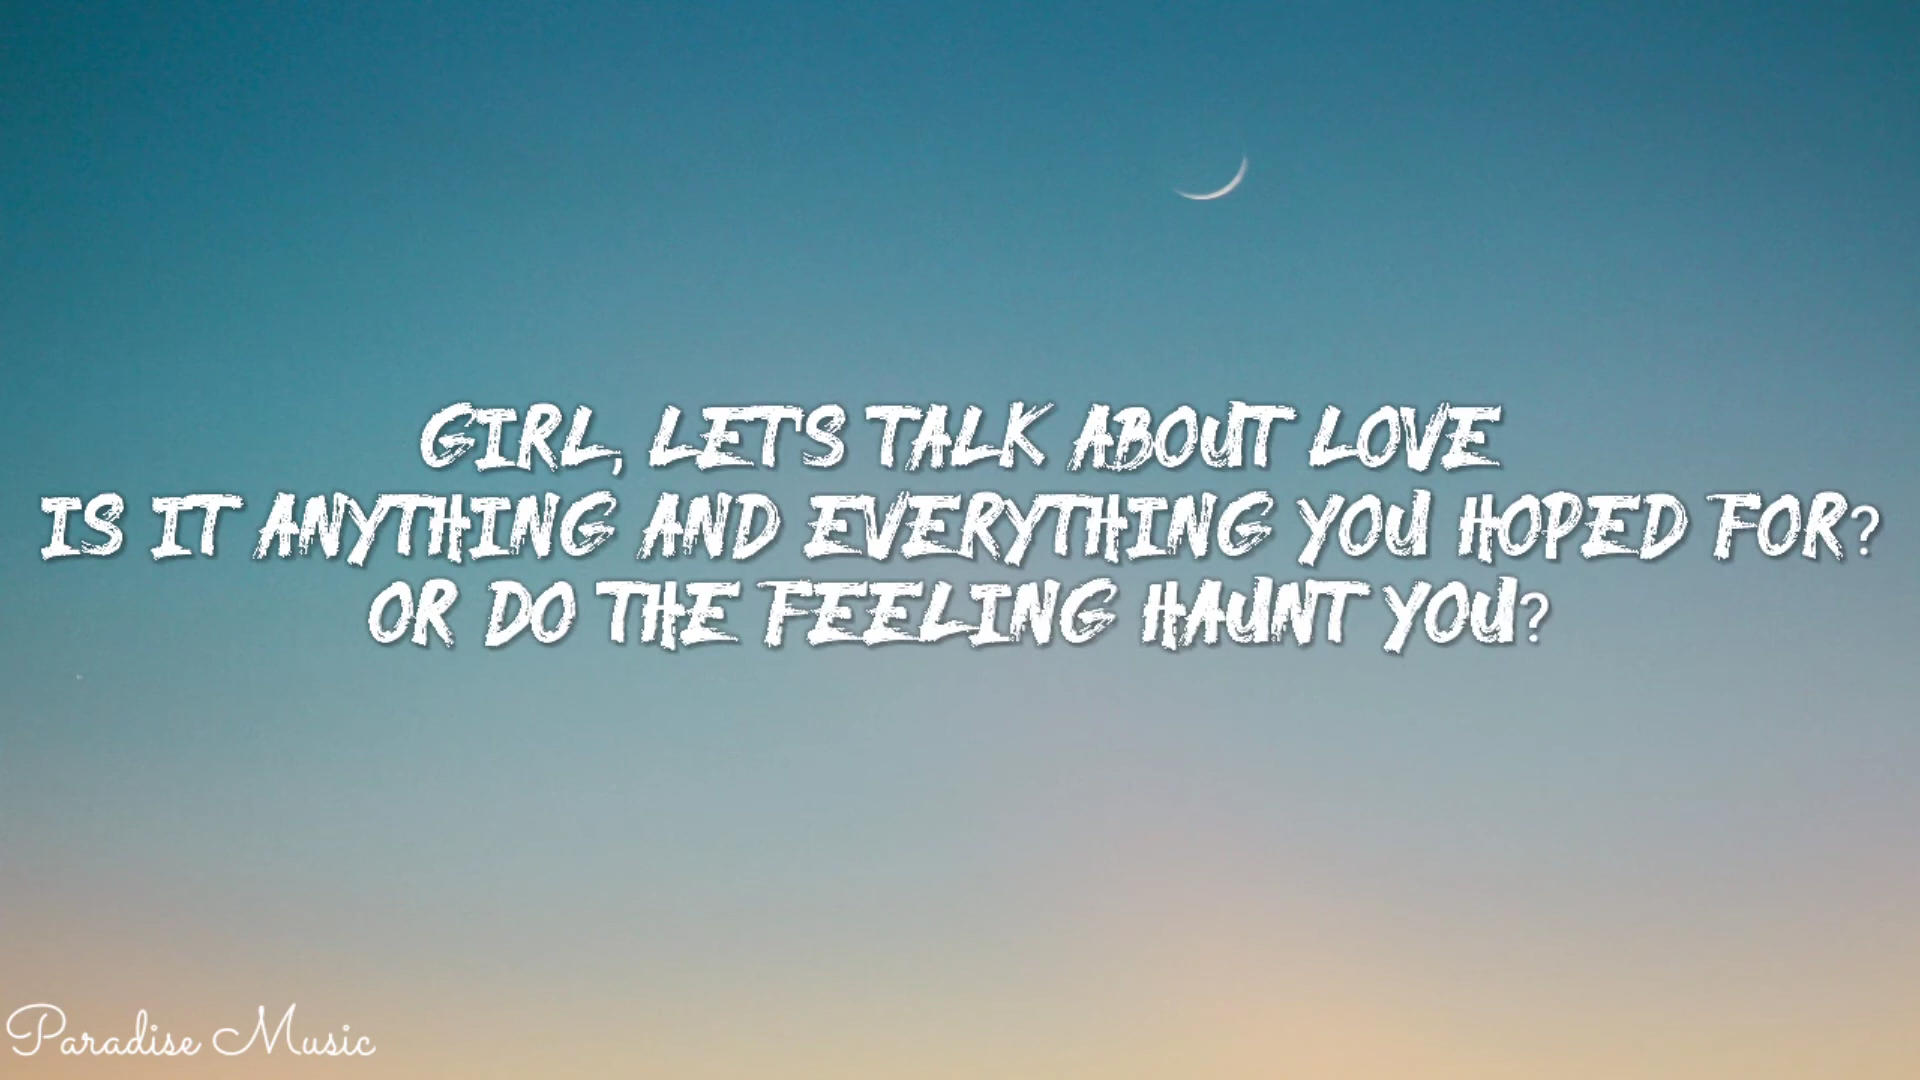 GIRL, LET'S TALK ABOUT LOVE
IS IT ANYTHING AND EVERYTHING YOU HOPED FOR?
OR DO THE FEELING HAUNT YOU?
Paradise Music